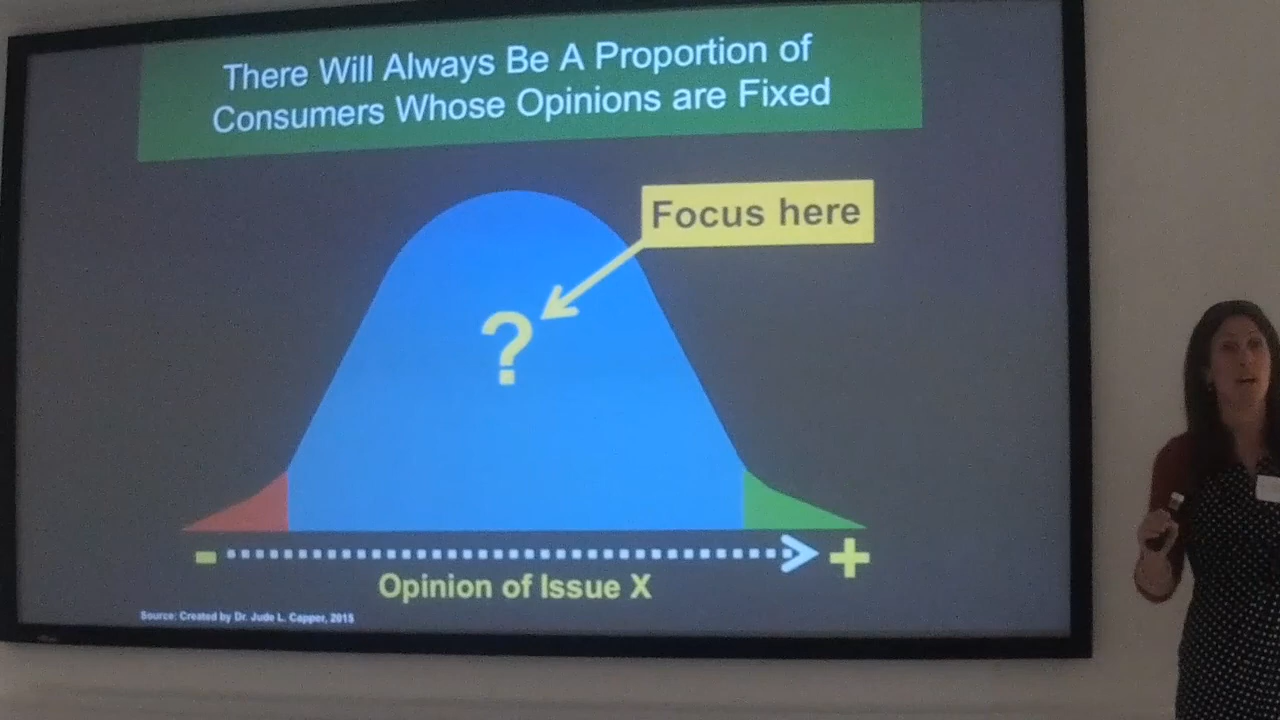 There Will Always Be A Proportion of
Consumers Whose Opinions are Fixed
Focus here
?
- +
Opinion of Issue X
Source: Created by Dr. Jude L. Capper, 2015